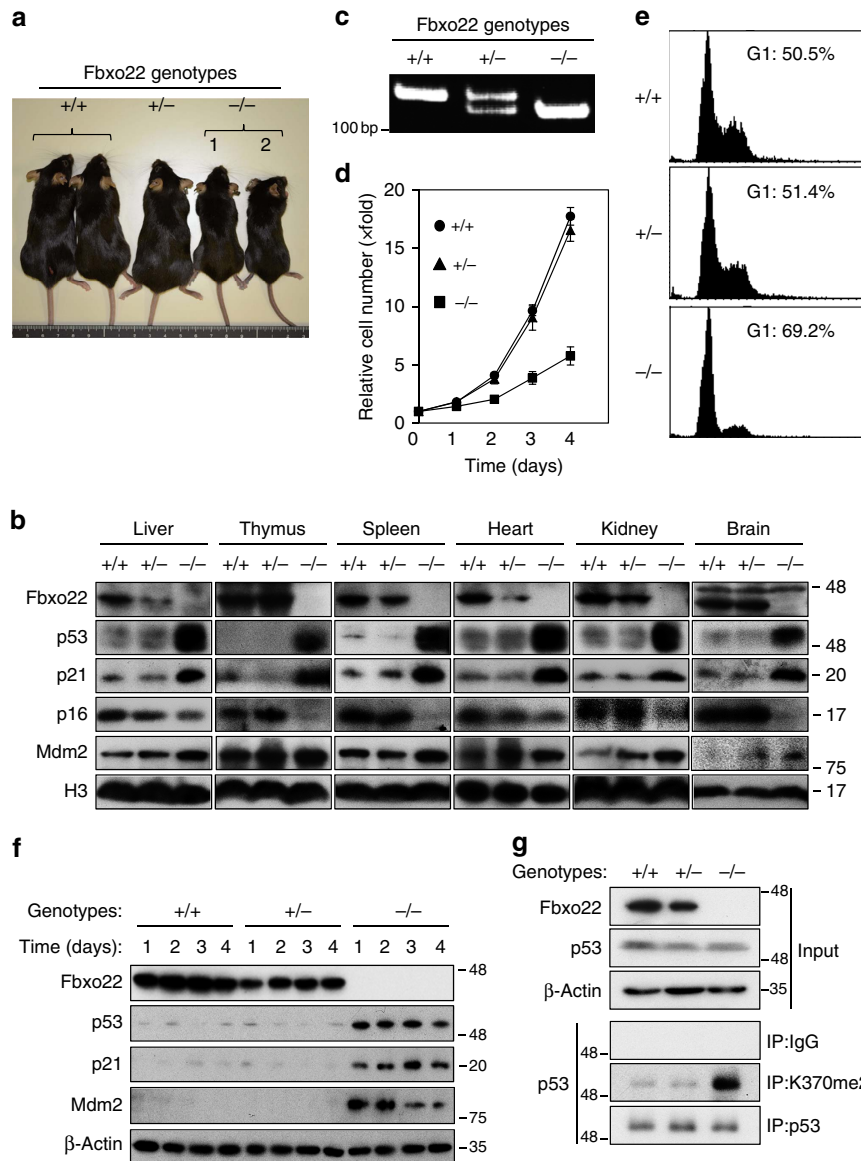 a
Fbxo22 genotypes
+/+ +/– –/–
1 2
c
Fbxo22 genotypes
+/+ +/– –/–
100 bp
d
Relative cell number (×fold)
20
15
10
5
0
+/+
+/–
–/–
0 1 2 3 4
Time (days)
e
+/+
G1: 50.5%
+/–
G1: 51.4%
–/–
G1: 69.2%
b
Liver Thymus Spleen Heart Kidney Brain
+/+ +/– –/– +/+ +/– –/– +/+ +/– –/– +/+ +/– –/– +/+ +/– –/– +/+ +/– –/–
Fbxo22 48
p53 48
p21 20
p16 17
Mdm2 75
H3 17
f
Genotypes: +/+ +/– –/–
Time (days): 1 2 3 4 1 2 3 4 1 2 3 4
Fbxo22 48
p53 48
p21 20
Mdm2 75
β-Actin 35
g
Genotypes: +/+ +/– –/–
Fbxo22 48
p53 48
β-Actin 35
Input
p53
48 IP:IgG
48 IP:K370me2
48 IP:p53